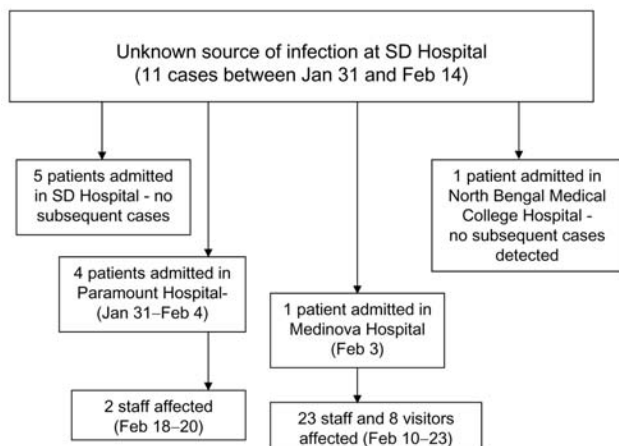 Unknown source of infection at SD Hospital
(11 cases between Jan 31 and Feb 14)
5 patients admitted
in SD Hospital - no
subsequent cases
1 patient admitted in
North Bengal Medical
College Hospital -
no subsequent cases
detected
4 patients admitted in
Paramount Hospital-
(Jan 31–Feb 4)
1 patient admitted in
Medinova Hospital
(Feb 3)
2 staff affected
(Feb 18–20)
23 staff and 8 visitors
affected (Feb 10–23)